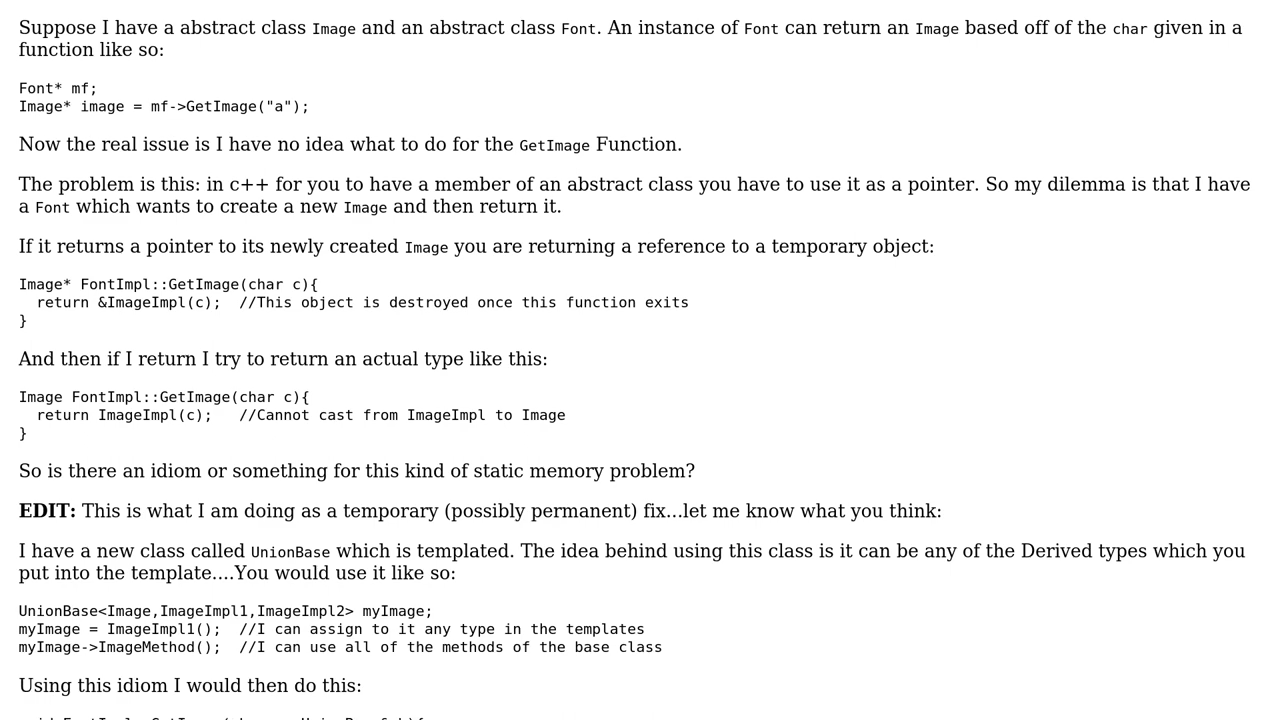 Suppose I have a abstract class Image and an abstract class Font. An instance of Font can return an Image based off of the char given in a
function like so:
Font* mf;
Image* image = mf->GetImage("a");
Now the real issue is I have no idea what to do for the GetImage Function.
The problem is this: in c++ for you to have a member of an abstract class you have to use it as a pointer. So my dilemma is that I have
a Font which wants to create a new Image and then return it.
If it returns a pointer to its newly created Image you are returning a reference to a temporary object:
Image* FontImpl::GetImage(char c){
  return &ImageImpl(c);  //This object is destroyed once this function exits
}
And then if I return I try to return an actual type like this:
Image FontImpl::GetImage(char c){
  return ImageImpl(c);   //Cannot cast from ImageImpl to Image
}
So is there an idiom or something for this kind of static memory problem?
EDIT: This is what I am doing as a temporary (possibly permanent) fix...let me know what you think:
I have a new class called UnionBase which is templated. The idea behind using this class is it can be any of the Derived types which you
put into the template....You would use it like so:
UnionBase<Image,ImageImpl1,ImageImpl2> myImage;
myImage = ImageImpl1();  //I can assign to it any type in the templates
myImage->ImageMethod();  //I can use all of the methods of the base class
Using this idiom I would then do this: